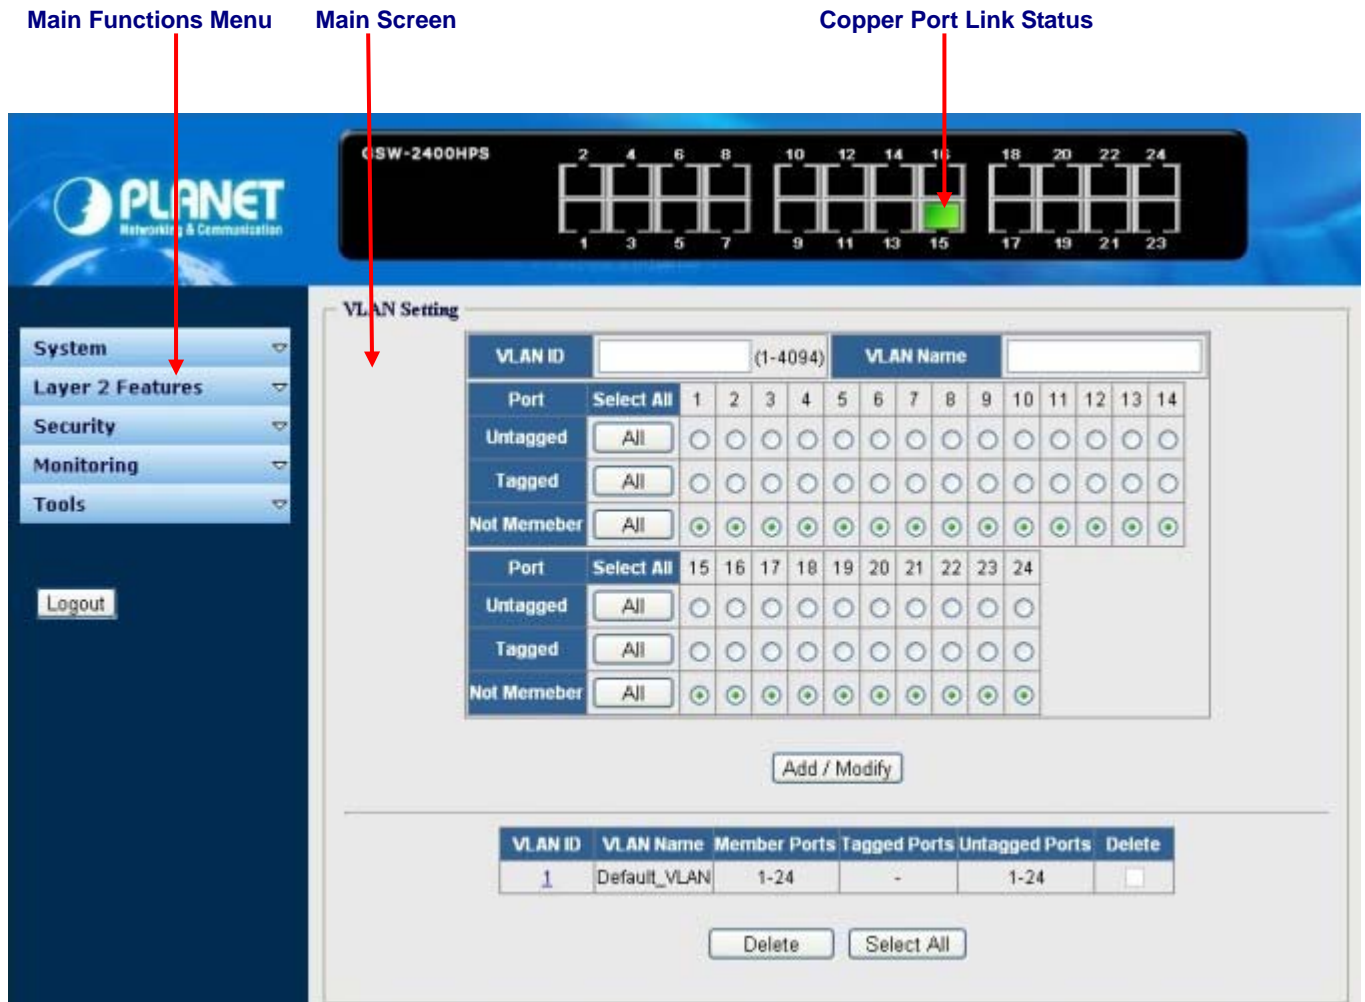 Main Functions Menu Main Screen Copper Port Link Status
GSW-2400HPS
2 4 6 8 10 12 14 16 18 20 22 24
1 3 5 7 9 11 13 15 17 19 21 23
PLANET
Networking & Communication
System
Layer 2 Features
Security
Monitoring
Tools
Logout
VLAN Setting
VLAN ID (1-4094) VLAN Name
Port Select All 1 2 3 4 5 6 7 8 9 10 11 12 13 14
Untagged All
Tagged All
Not Memeber All
Port Select All 15 16 17 18 19 20 21 22 23 24
Untagged All
Tagged All
Not Memeber All
Add / Modify
VLAN ID VLAN Name Member Ports Tagged Ports Untagged Ports Delete
1 Default_VLAN 1-24 - 1-24
Delete Select All